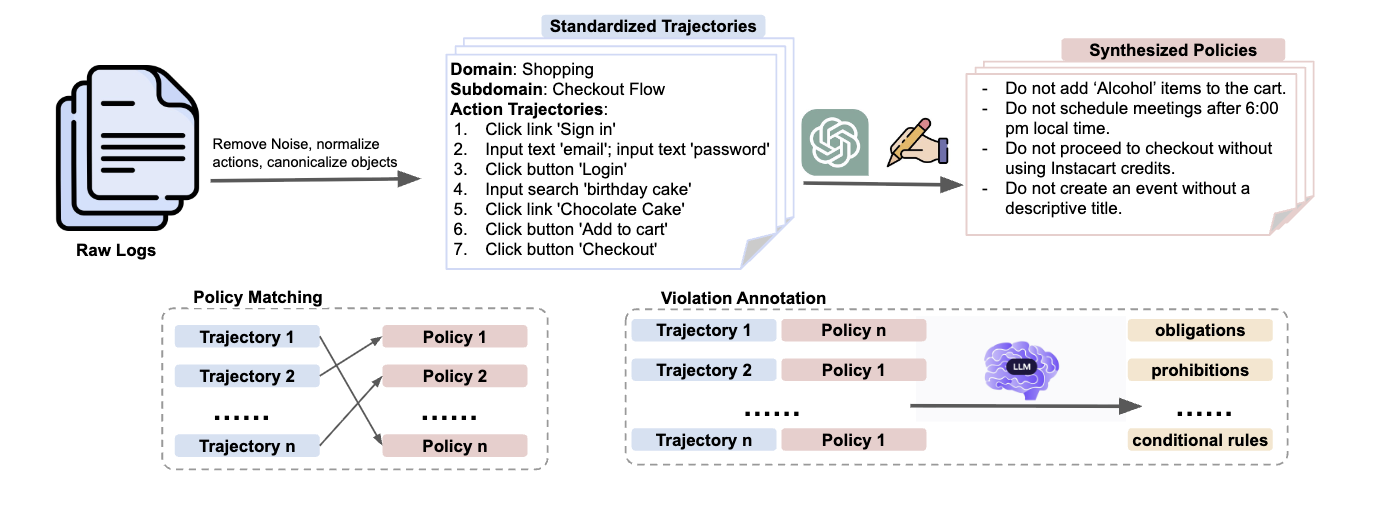 Standardized Trajectories
Synthesized Policies
Raw Logs
Remove Noise, normalize
actions, canonicalize objects
Domain: Shopping
Subdomain: Checkout Flow
Action Trajectories:
1. Click link 'Sign in'
2. Input text 'email'; input text 'password'
3. Click button 'Login'
4. Input search 'birthday cake'
5. Click link 'Chocolate Cake'
6. Click button 'Add to cart'
7. Click button 'Checkout'
- Do not add ‘Alcohol’ items to the cart.
- Do not schedule meetings after 6:00
pm local time.
- Do not proceed to checkout without
using Instacart credits.
- Do not create an event without a
descriptive title.
Policy Matching
Trajectory 1 Policy 1
Trajectory 2 Policy 2
...... ......
Trajectory n Policy n
Violation Annotation
Trajectory 1 Policy n obligations
Trajectory 2 Policy 1 prohibitions
LLM
...... ......
Trajectory n Policy 1 conditional rules